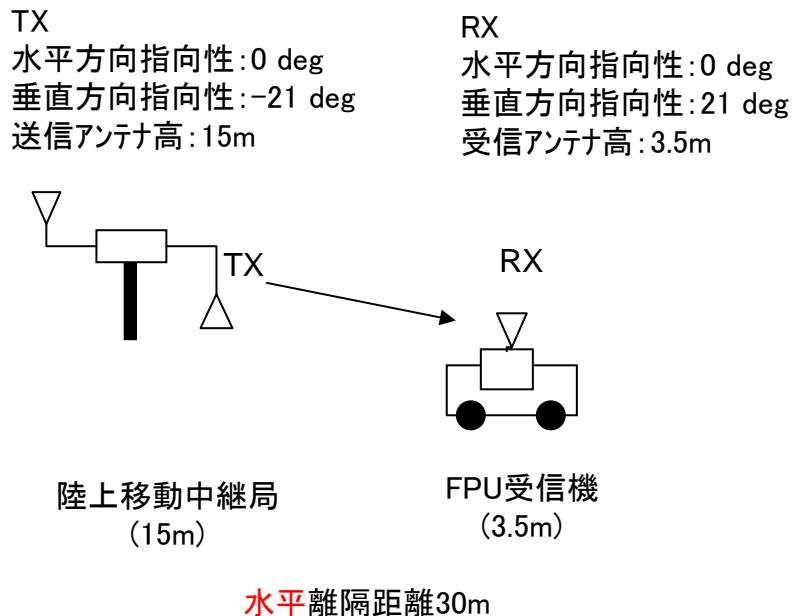 TX
水平方向指向性:0 deg
垂直方向指向性:-21 deg
送信アンテナ高:15m
RX
水平方向指向性:0 deg
垂直方向指向性:21 deg
受信アンテナ高:3.5m
TX
RX
陸上移動中継局
(15m)
FPU受信機
(3.5m)
水平離隔距離30m